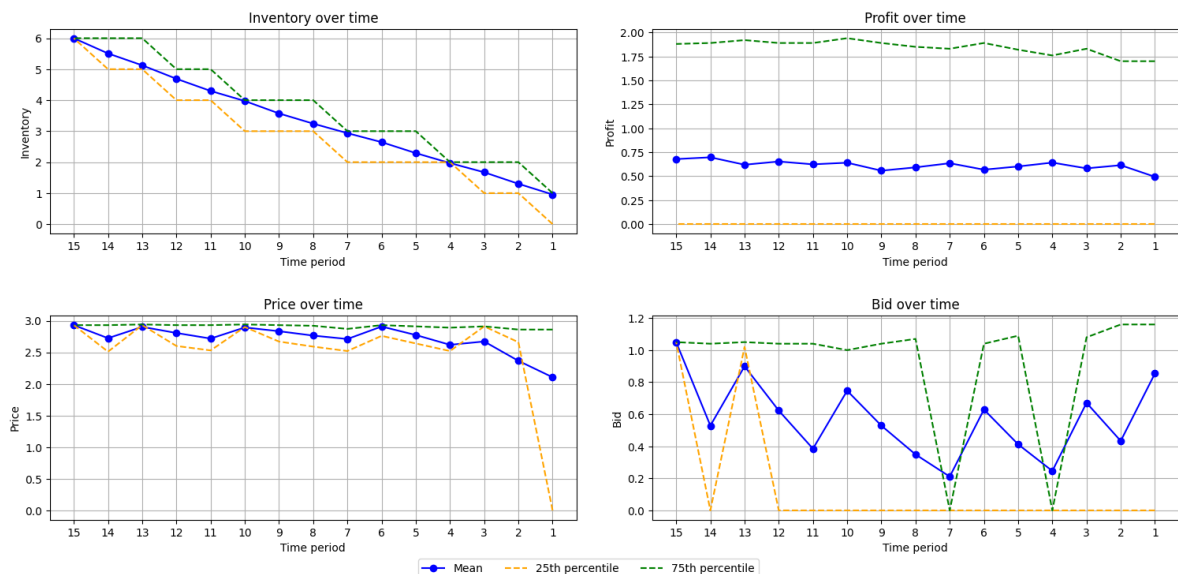 Inventory over time
Inventory
6
5
4
3
2
1
0
15 14 13 12 11 10 9 8 7 6 5 4 3 2 1
Time period
Profit over time
Profit
2.00
1.75
1.50
1.25
1.00
0.75
0.50
0.25
0.00
15 14 13 12 11 10 9 8 7 6 5 4 3 2 1
Time period
Price over time
Price
3.0
2.5
2.0
1.5
1.0
0.5
0.0
15 14 13 12 11 10 9 8 7 6 5 4 3 2 1
Time period
Bid over time
Bid
1.2
1.0
0.8
0.6
0.4
0.2
0.0
15 14 13 12 11 10 9 8 7 6 5 4 3 2 1
Time period
Mean 25th percentile 75th percentile